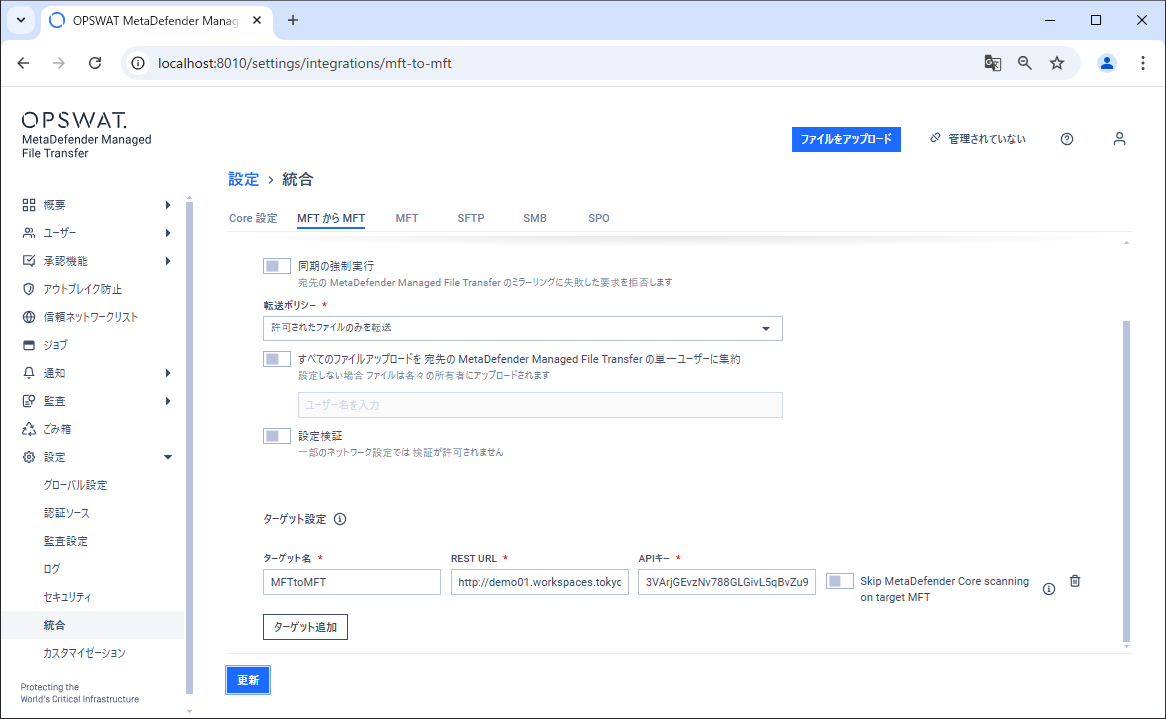 OPSWAT MetaDefender Manag
localhost:8010/settings/integrations/mft-to-mft
OPSWAT.
MetaDefender Managed
File Transfer
ファイルをアップロード
管理されていない
概要
ユーザー
承認機能
アウトブレイク防止
信頼ネットワークリスト
ジョブ
通知
監査
ごみ箱
設定
グローバル設定
認証ソース
監査設定
ログ
セキュリティ
統合
カスタマイゼーション
Protecting the
World's Critical Infrastructure
設定 › 統合
Core 設定 MFT から MFT MFT SFTP SMB SPO
同期の強制実行
宛先の MetaDefender Managed File Transfer のミラーリングに失敗した要求を拒否します
転送ポリシー *
許可されたファイルのみを転送
すべてのファイルアップロードを 宛先の MetaDefender Managed File Transfer の単一ユーザーに集約
設定しない場合 ファイルは各々の所有者にアップロードされます
ユーザー名を入力
設定検証
一部のネットワーク設定では 検証が許可されません
ターゲット設定
ターゲット名 * REST URL * APIキー *
MFTtoMFT http://demo01.workspaces.tokyo 3VArjGEvzNv788GLGivL5qBvZu9
Skip MetaDefender Core scanning
on target MFT
ターゲット追加
更新